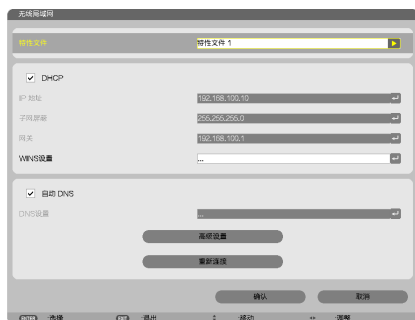 无线局域网
特性文件 特性文件 1
DHCP
IP 地址 192.168.100.10
子网屏蔽 255.255.255.0
网关 192.168.100.1
WINS设置 ...
自动 DNS
DNS设置 ...
高级设置
重新连接
确认 取消
ENTER :选择 EXIT :退出 :移动 :调整